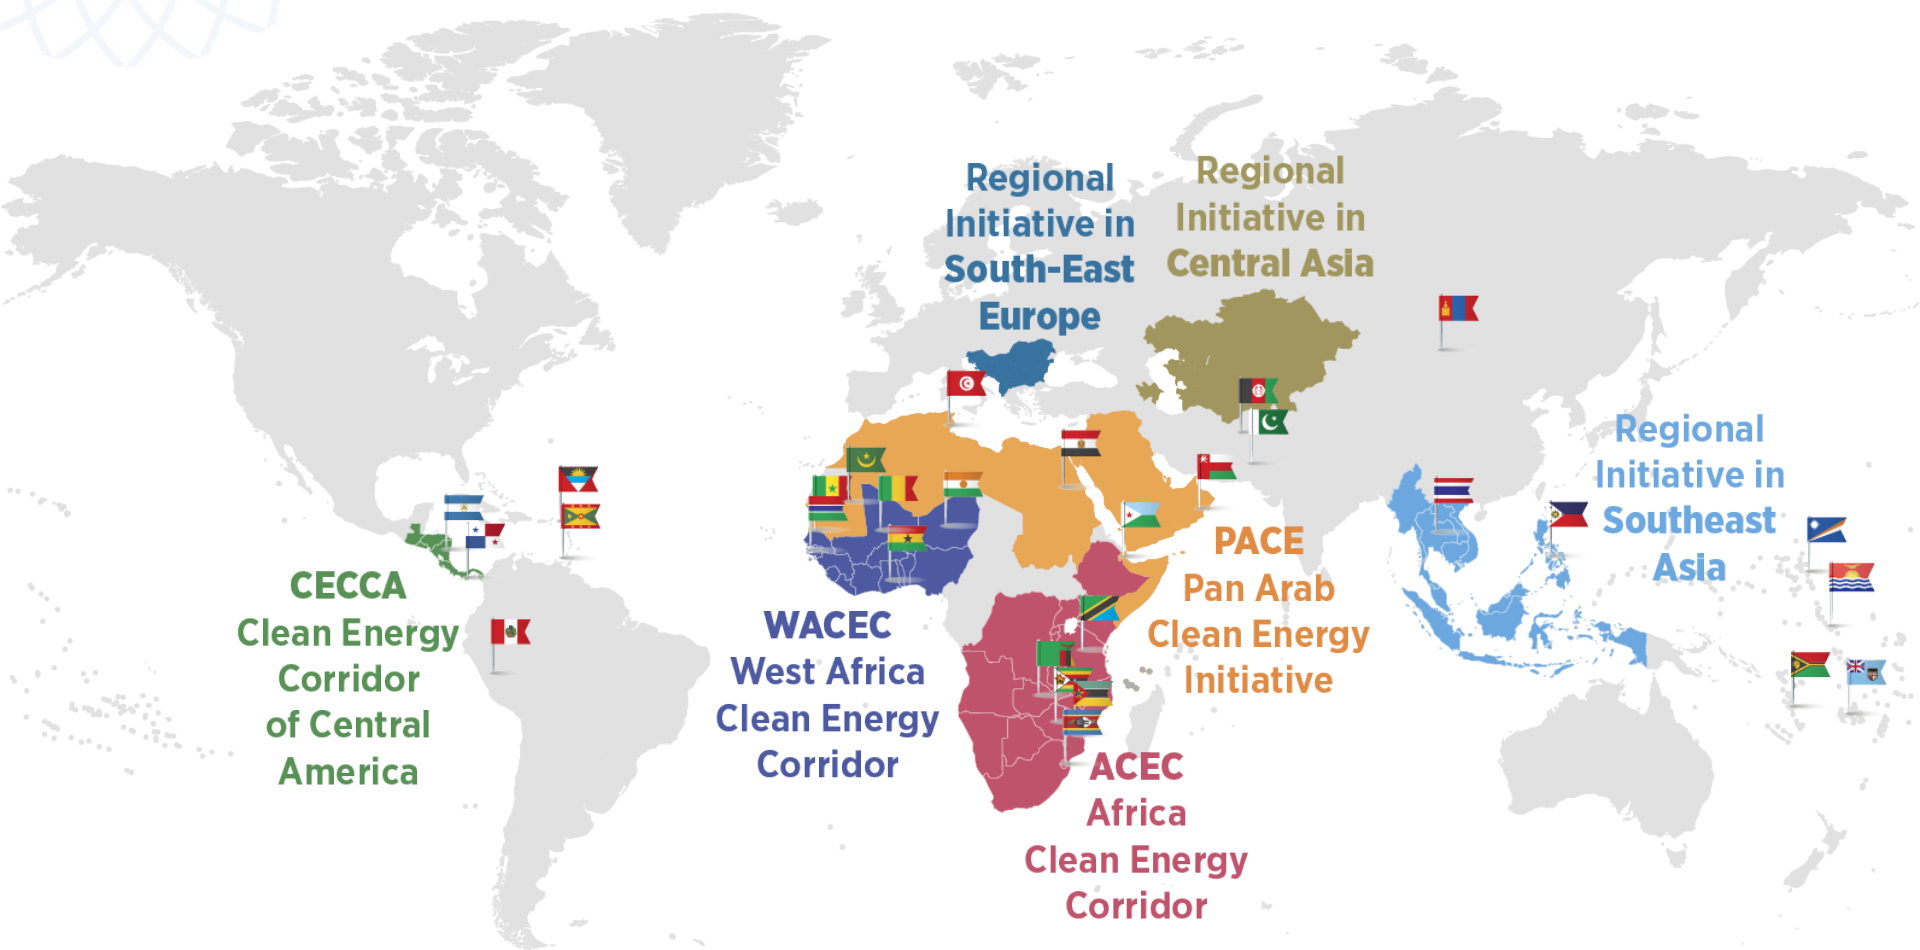 Regional
Initiative in
South-East
Europe
Regional
Initiative in
Central Asia
Regional
Initiative in
Southeast
Asia
CECCA
Clean Energy
Corridor
of Central
America
WACEC
West Africa
Clean Energy
Corridor
PACE
Pan Arab
Clean Energy
Initiative
ACEC
Africa
Clean Energy
Corridor